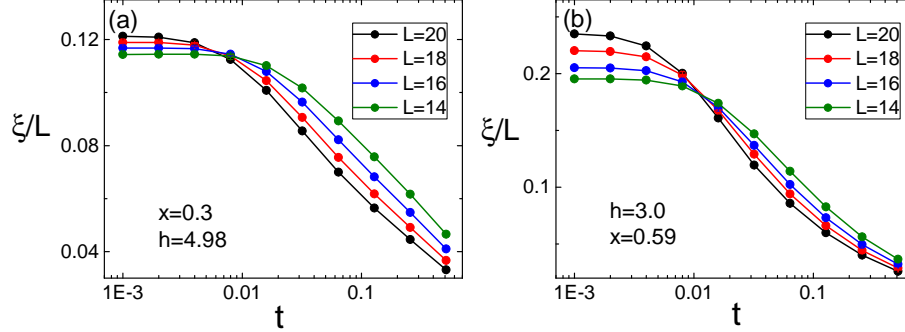 (a)
L=20
L=18
L=16
L=14
0.12
0.08
0.04
ξ/L
x=0.3
h=4.98
1E-3
0.01
0.1
t
(b)
L=20
L=18
L=16
L=14
0.2
0.1
ξ/L
h=3.0
x=0.59
1E-3
0.01
0.1
t